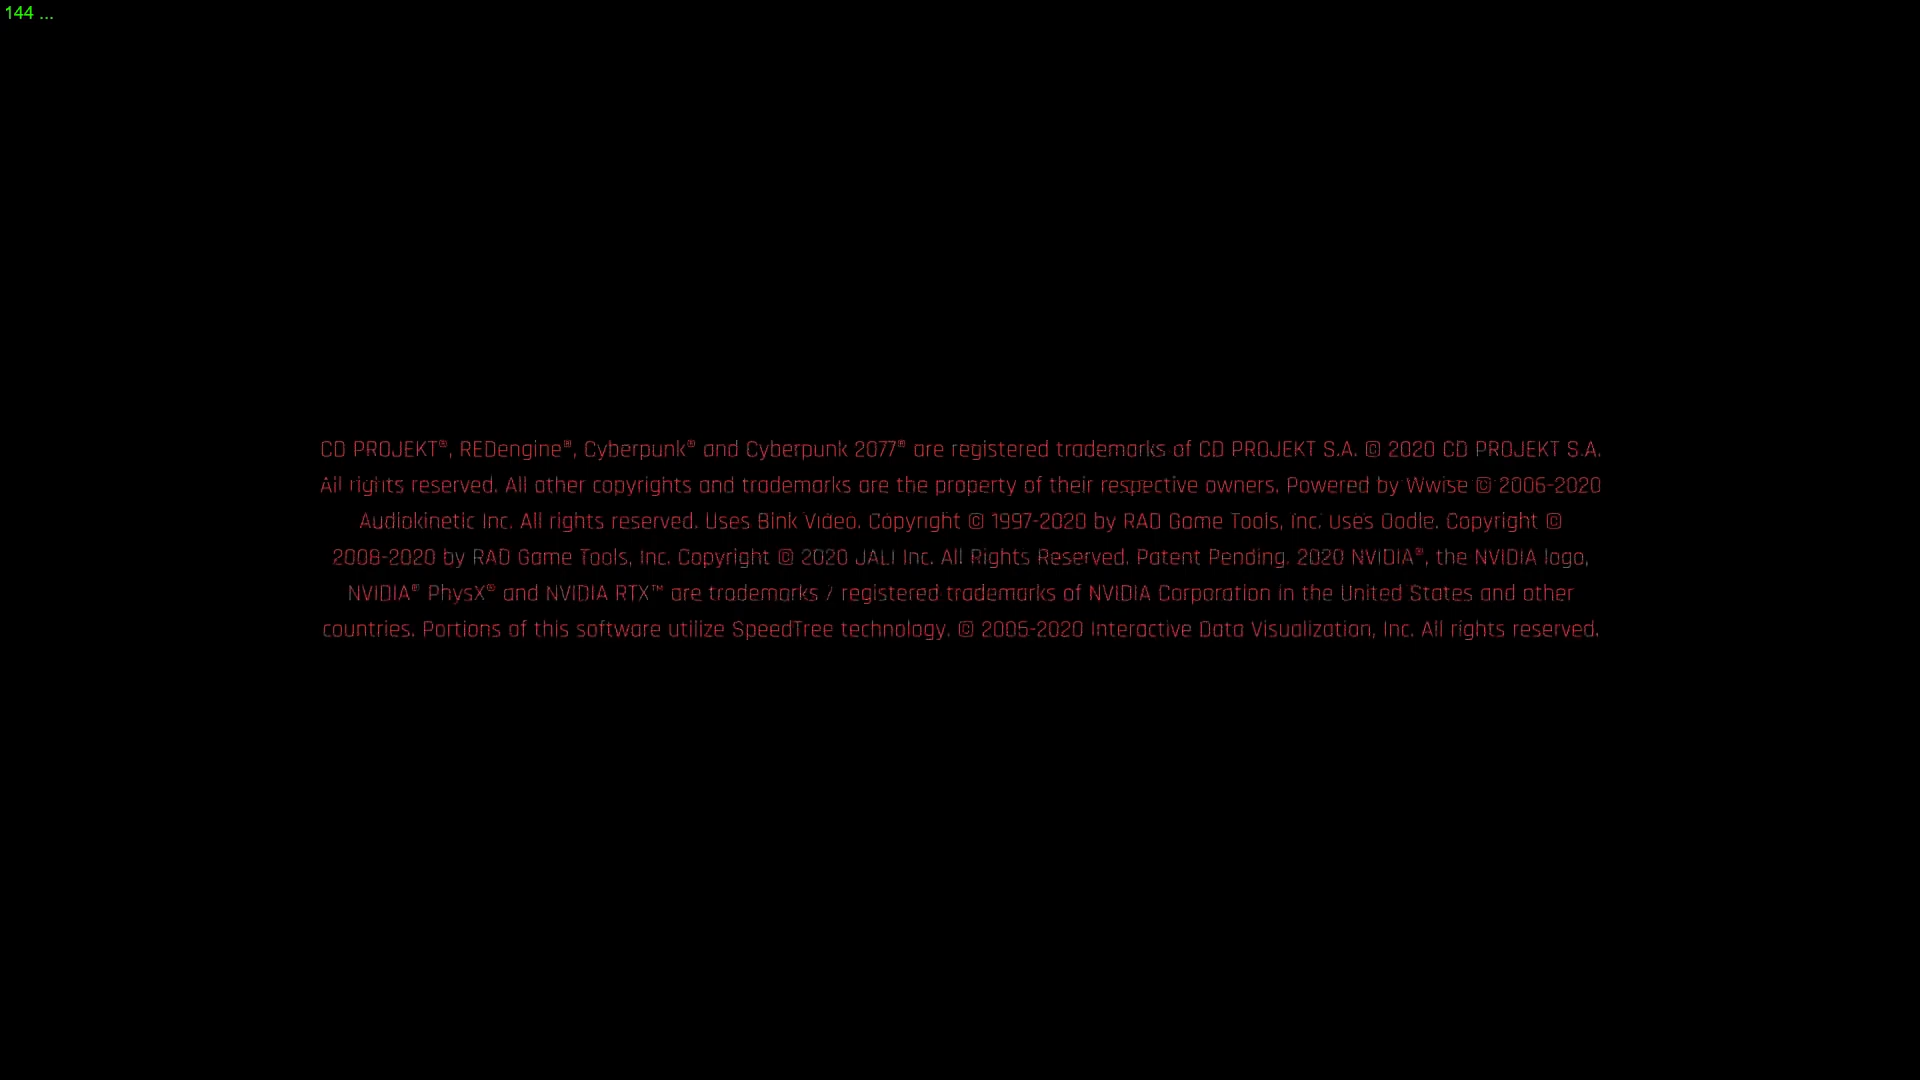 144 ...
CD PROJEKT®, REDengine®, Cyberpunk® and Cyberpunk 2077® are registered trademarks of CD PROJEKT S.A. © 2020 CD PROJEKT S.A.
All rights reserved. All other copyrights and trademarks are the property of their respective owners. Powered by Wwise © 2006-2020
Audiokinetic Inc. All rights reserved. Uses Bink Video. Copyright © 1997-2020 by RAD Game Tools, Inc. Uses Oodle. Copyright ©
2008-2020 by RAD Game Tools, Inc. Copyright © 2020 JALI Inc. All Rights Reserved. Patent Pending. 2020 NVIDIA®, the NVIDIA logo,
NVIDIA® PhysX® and NVIDIA RTX™ are trademarks / registered trademarks of NVIDIA Corporation in the United States and other
countries. Portions of this software utilize SpeedTree technology. © 2005-2020 Interactive Data Visualization, Inc. All rights reserved.